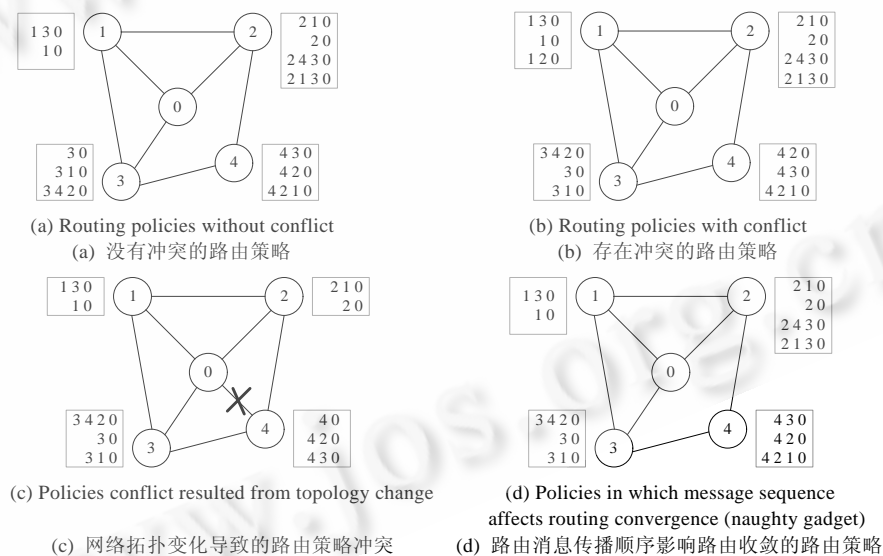 1 3 0
1 0
1
2
2 1 0
2 0
2 4 3 0
2 1 3 0
0
3 0
3 1 0
3 4 2 0
3
4
4 3 0
4 2 0
4 2 1 0
(a) Routing policies without conflict
(a) 没有冲突的路由策略
1 3 0
1 0
1 2 0
1
2
2 1 0
2 0
2 4 3 0
2 1 3 0
0
3 4 2 0
3 0
3 1 0
3
4
4 2 0
4 3 0
4 2 1 0
(b) Routing policies with conflict
(b) 存在冲突的路由策略
1 3 0
1 0
1
2
2 1 0
2 0
0
3 4 2 0
3 0
3 1 0
3
4
4 0
4 2 0
4 3 0
(c) Policies conflict resulted from topology change
(c) 网络拓扑变化导致的路由策略冲突
1 3 0
1 0
1
2
2 1 0
2 0
2 4 3 0
2 1 3 0
0
3 4 2 0
3 0
3 1 0
3
4
4 3 0
4 2 0
4 2 1 0
(d) Policies in which message sequence
affects routing convergence (naughty gadget)
(d) 路由消息传播顺序影响路由收敛的路由策略